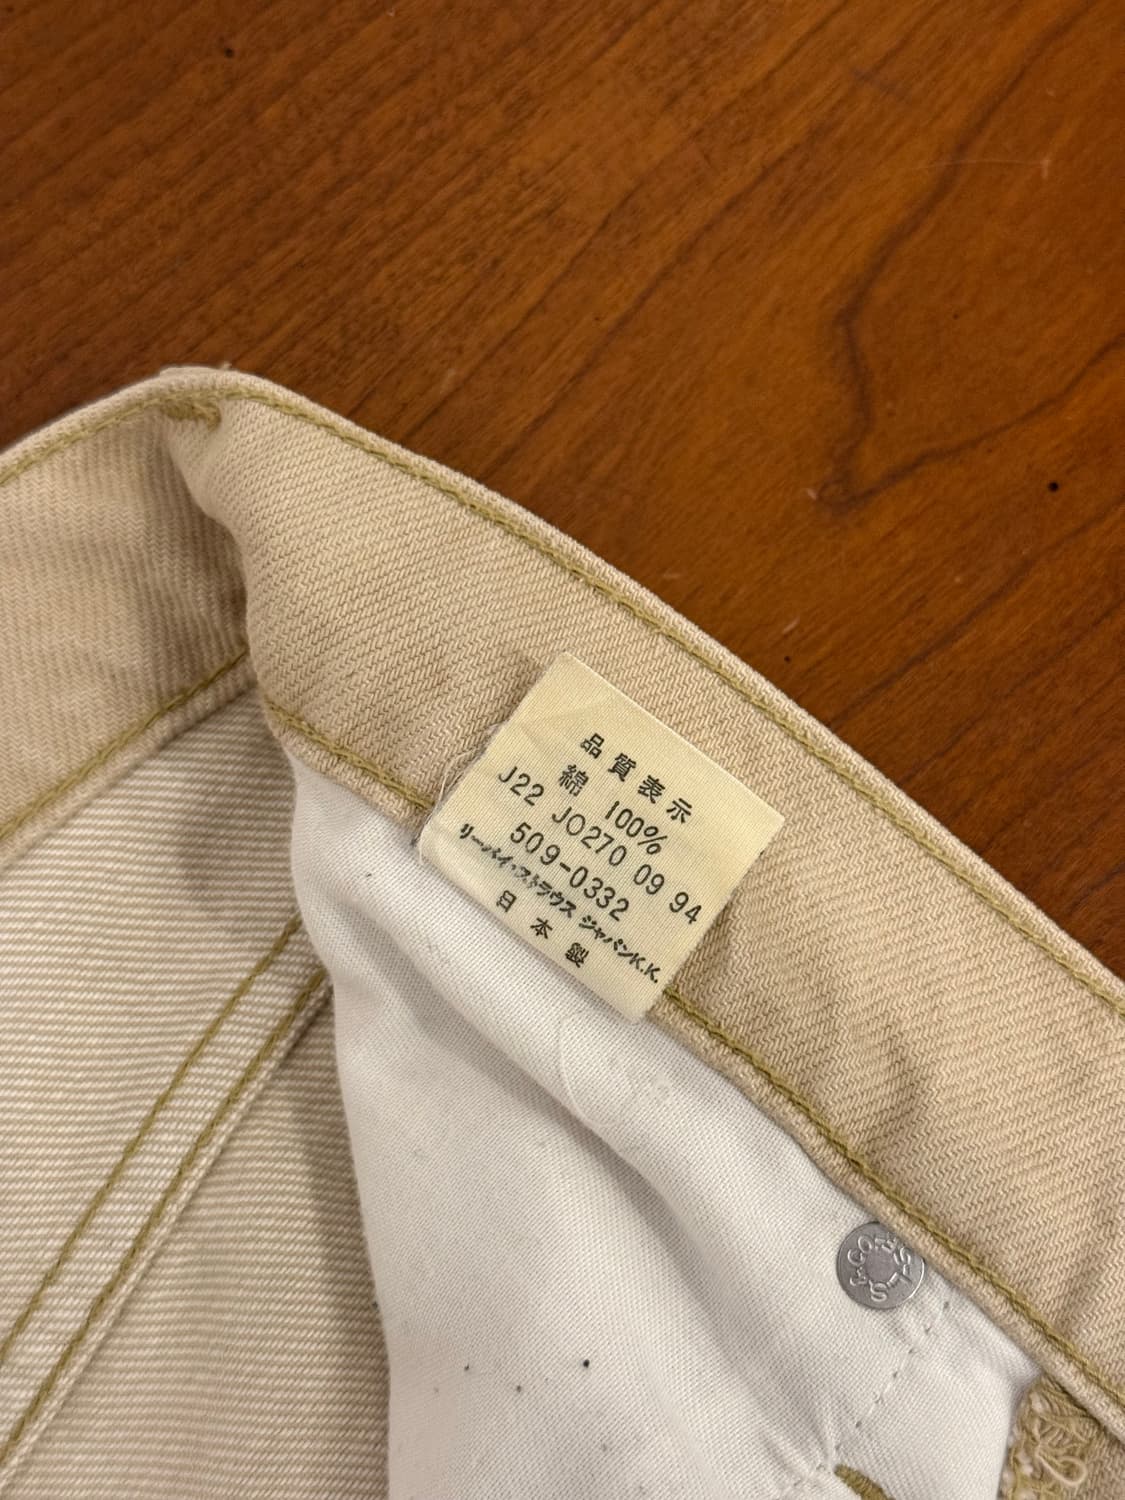 品質表示
綿 100%
J22 J0270 09 94
509-0332
リーバイ・ストラウス ジャパンK.K.
日本製